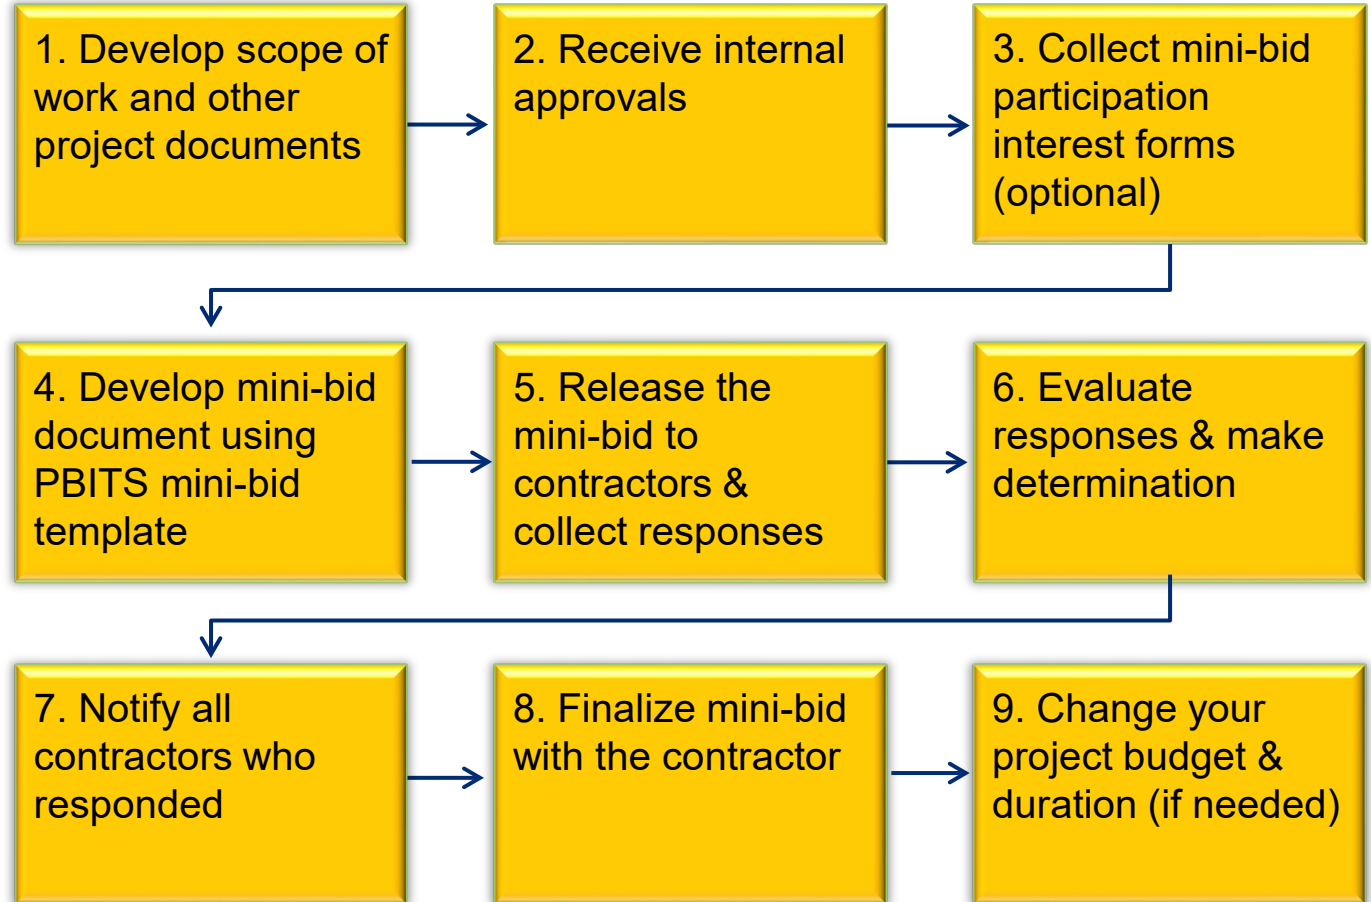 1. Develop scope of
work and other
project documents
2. Receive internal
approvals
3. Collect mini-bid
participation
interest forms
(optional)
4. Develop mini-bid
document using
PBITS mini-bid
template
5. Release the
mini-bid to
contractors &
collect responses
6. Evaluate
responses & make
determination
7. Notify all
contractors who
responded
8. Finalize mini-bid
with the contractor
9. Change your
project budget &
duration (if needed)